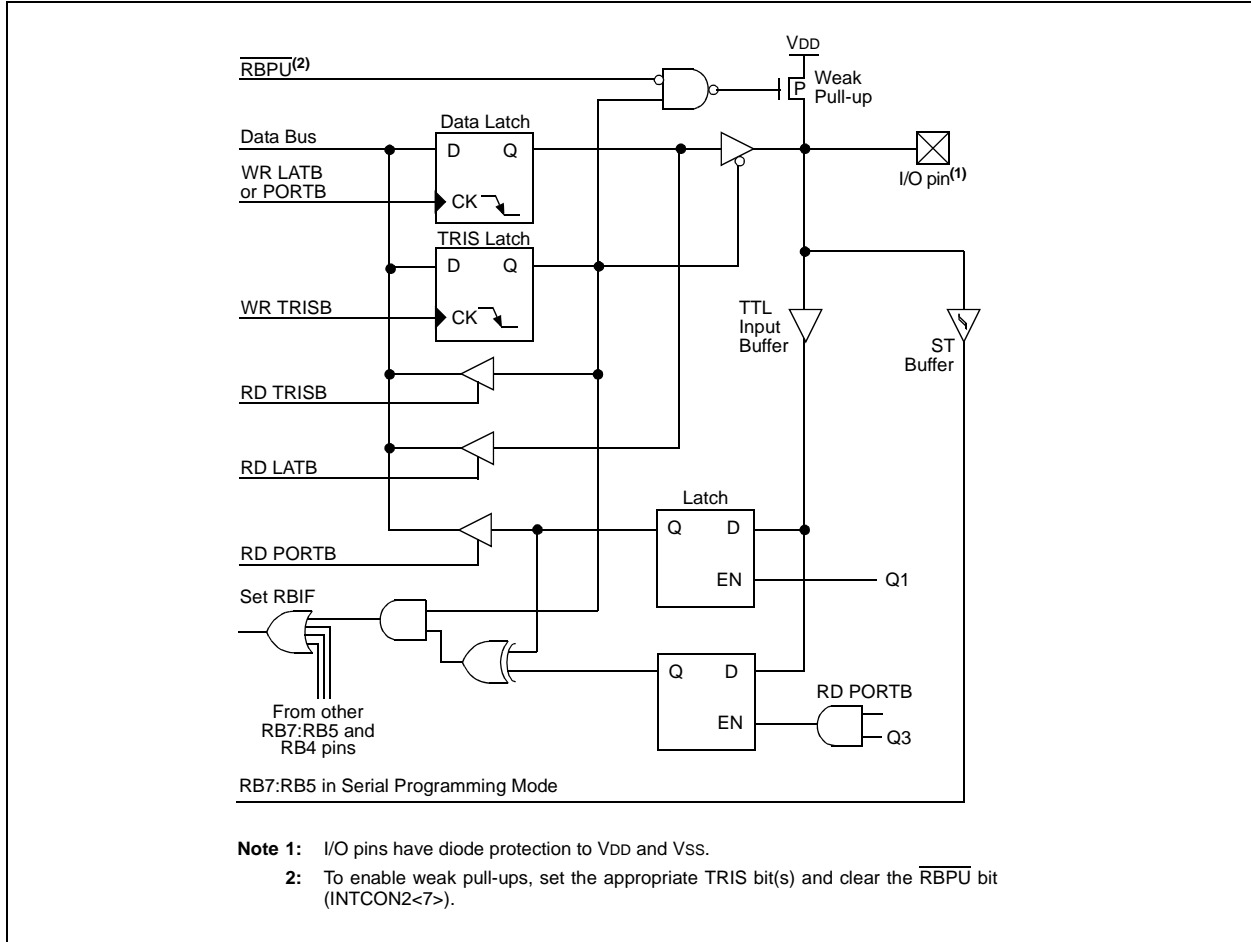 VDD
RBPU(2)
Weak
Pull-up
P
Data Latch
Data Bus
D Q
WR LATB
or PORTB
CK
I/O pin(1)
TRIS Latch
D Q
WR TRISB
CK
TTL
Input
Buffer
ST
Buffer
RD TRISB
RD LATB
Latch
Q D
RD PORTB
EN
Q1
Set RBIF
Q D
RD PORTB
EN
Q3
From other
RB7:RB5 and
RB4 pins
RB7:RB5 in Serial Programming Mode
Note 1: I/O pins have diode protection to VDD and VSS.
2: To enable weak pull-ups, set the appropriate TRIS bit(s) and clear the RBPU bit
(INTCON2<7>).